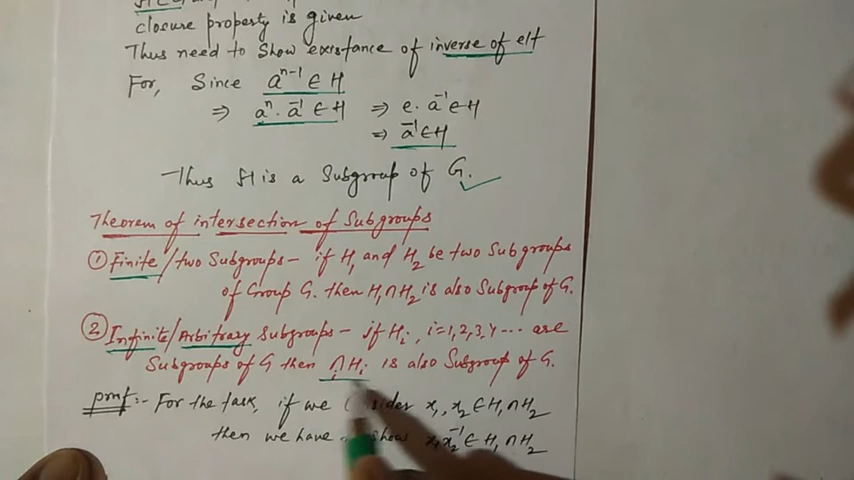 closure property is given
Thus need to show existance of inverse of elt
For, Since aⁿ⁻¹ ∈ H
⇒ aⁿ · a⁻¹ ∈ H ⇒ e. a⁻¹ ∈ H
⇒ a⁻¹ ∈ H
Thus H is a Subgroup of G.
Theorem of intersection of Subgroups
① Finite/two Subgroups – if H₁ and H₂ be two Subgroups
of Group G. then H₁∩H₂ is also Subgroup of G.
② Infinite/Arbitrary Subgroups – if Hᵢ, i=1,2,3,4... are
Subgroups of G then ∩ᵢ Hᵢ is also Subgroup of G.
Proof:- For the task, if we x₁, x₂ ∈ H₁∩H₂
then we have show x₁x₂⁻¹ ∈ H₁∩H₂